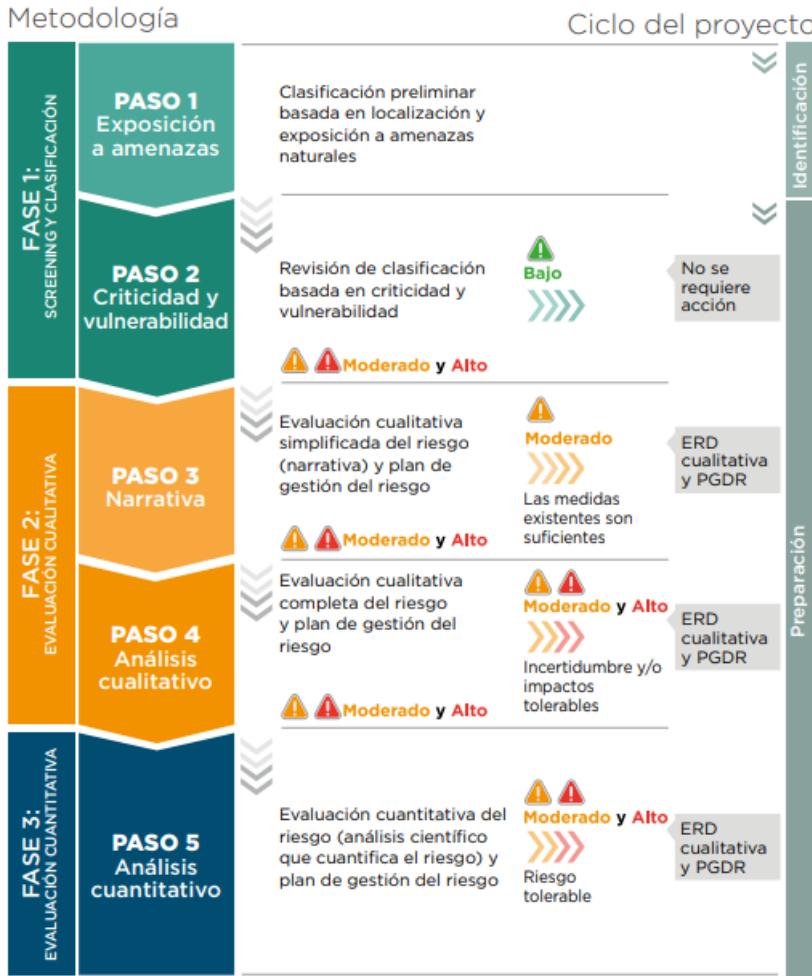 Metodología
Ciclo del proyecto
FASE 1:
SCREENING Y CLASIFICACIÓN
PASO 1
Exposición
a amenazas
Clasificación preliminar
basada en localización y
exposición a amenazas
naturales
Identificación
PASO 2
Criticidad y
vulnerabilidad
Revisión de clasificación
basada en criticidad y
vulnerabilidad
Bajo
No se
requiere
acción
Moderado y Alto
FASE 2:
EVALUACIÓN CUALITATIVA
PASO 3
Narrativa
Evaluación cualitativa
simplificada del riesgo
(narrativa) y plan de
gestión del riesgo
Moderado
Las medidas
existentes son
suficientes
ERD
cualitativa
y PGDR
Moderado y Alto
Preparación
PASO 4
Análisis
cualitativo
Evaluación cualitativa
completa del riesgo
y plan de gestión del
riesgo
Moderado y Alto
Incertidumbre y/o
impactos
tolerables
ERD
cualitativa
y PGDR
Moderado y Alto
FASE 3:
EVALUACIÓN CUANTITATIVA
PASO 5
Análisis
cuantitativo
Evaluación cuantitativa del
riesgo (análisis científico
que cuantifica el riesgo) y
plan de gestión del riesgo
Moderado y Alto
Riesgo
tolerable
ERD
cualitativa
y PGDR